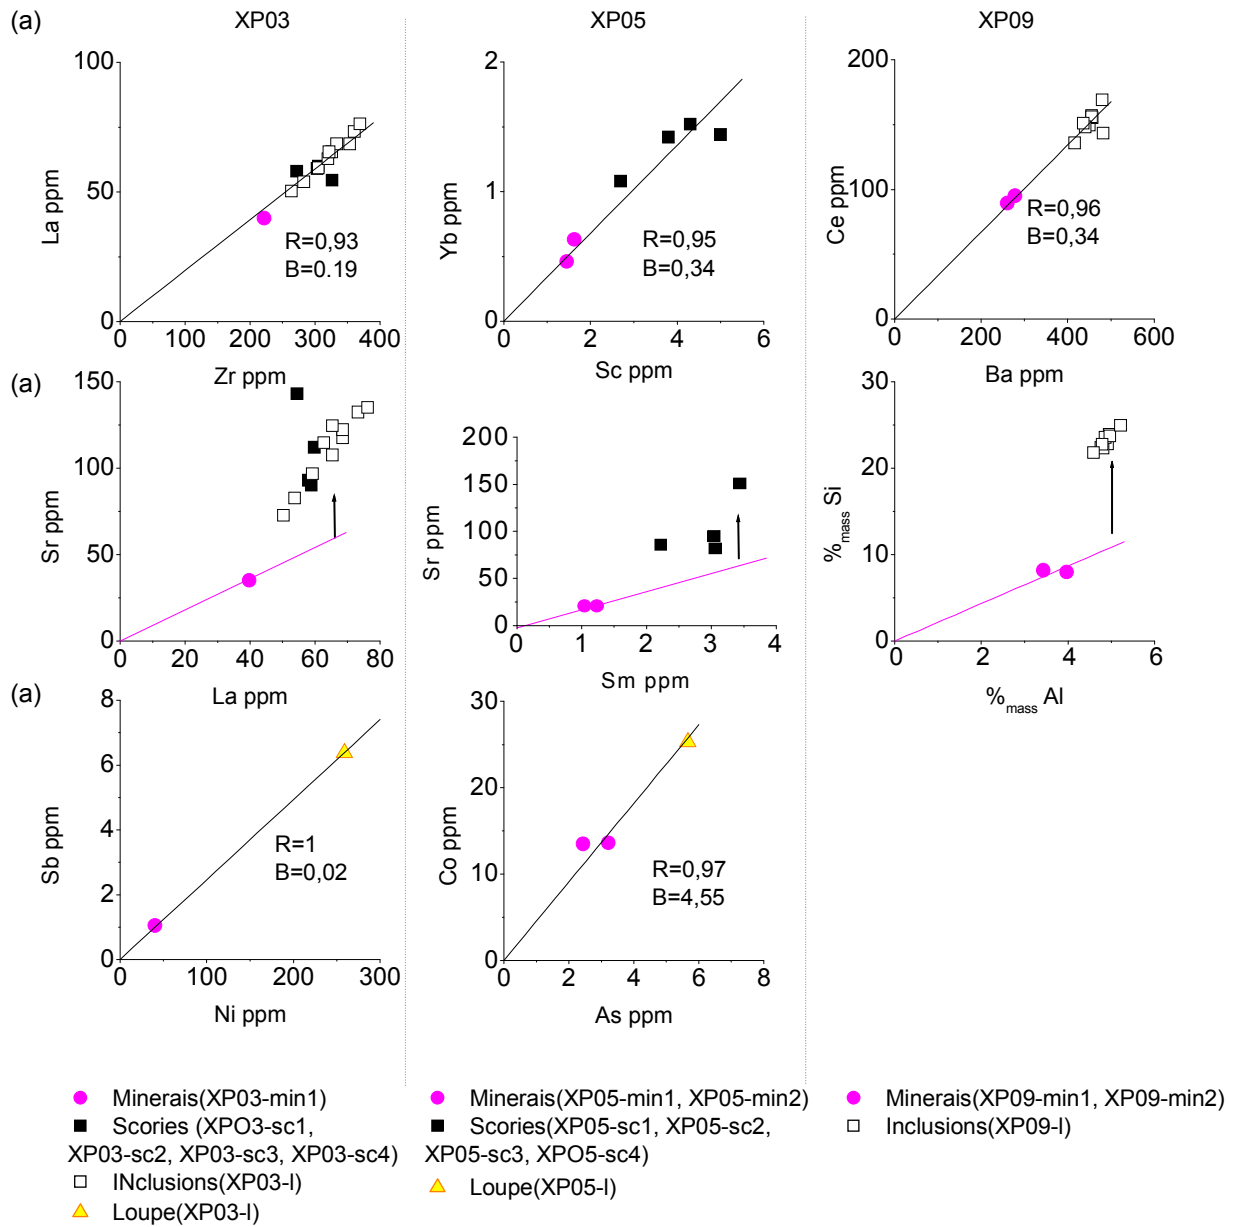 (a) XP03 XP05 XP09
100
50
0
La ppm
0 100 200 300 400
Zr ppm
R=0,93
B=0.19
2
1
0
Yb ppm
0 2 4 6
Sc ppm
R=0,95
B=0,34
200
100
0
Ce ppm
0 200 400 600
Ba ppm
R=0,96
B=0,34
(a)
150
100
50
0
Sr ppm
0 20 40 60 80
La ppm
200
150
100
50
0
Sr ppm
0 1 2 3 4
Sm ppm
30
20
10
0
%mass Si
0 2 4 6
%mass Al
(a)
8
6
4
2
0
Sb ppm
0 100 200 300
Ni ppm
R=1
B=0,02
30
20
10
0
Co ppm
0 2 4 6 8
As ppm
R=0,97
B=4,55
Minerais(XP03-min1)
Scories (XPO3-sc1,
XP03-sc2, XP03-sc3, XP03-sc4)
INclusions(XP03-l)
Loupe(XP03-l)
Minerais(XP05-min1, XP05-min2)
Scories(XP05-sc1, XP05-sc2,
XP05-sc3, XPO5-sc4)
Loupe(XP05-l)
Minerais(XP09-min1, XP09-min2)
Inclusions(XP09-l)